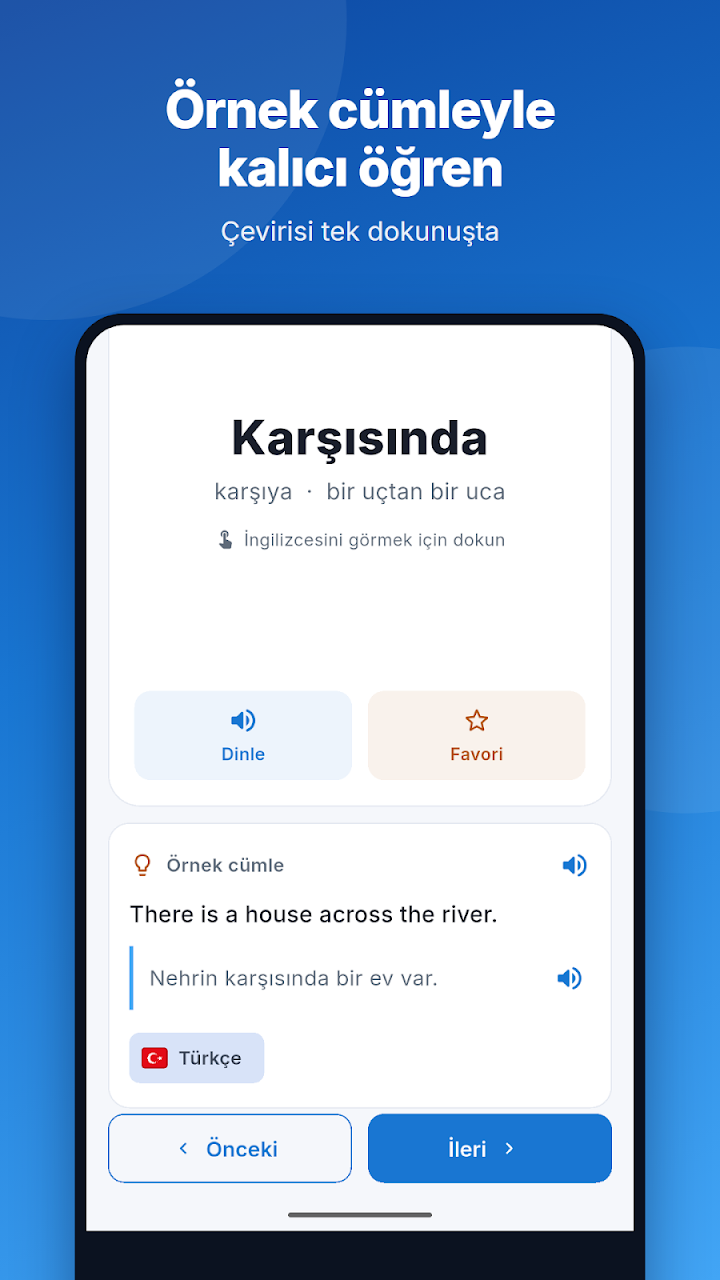 Örnek cümleyle
kalıcı öğren
Çevirisi tek dokunuşta
Karşısında
karşıya · bir uçtan bir uca
İngilizcesini görmek için dokun
Dinle
Favori
Örnek cümle
There is a house across the river.
Nehrin karşısında bir ev var.
Türkçe
Önceki
İleri